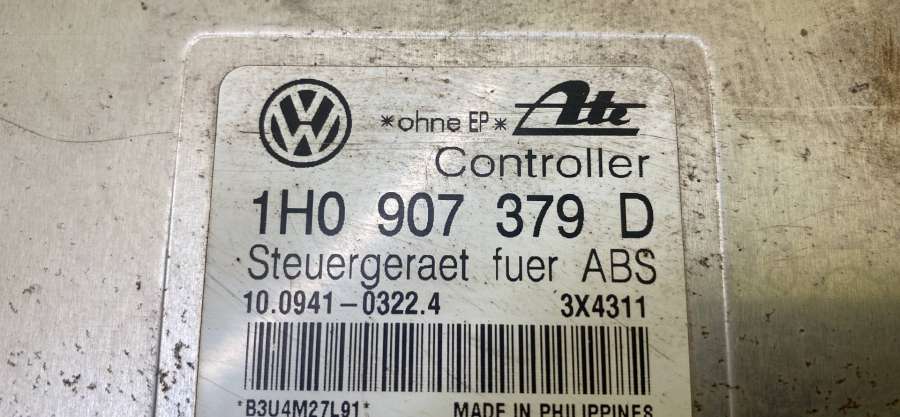 *ohne EP* Ate
Controller
1H0 907 379 D
Steuergeraet fuer ABS
10.0941-0322.4 3X4311
*B3U4M27L91* MADE IN PHILIPPINES